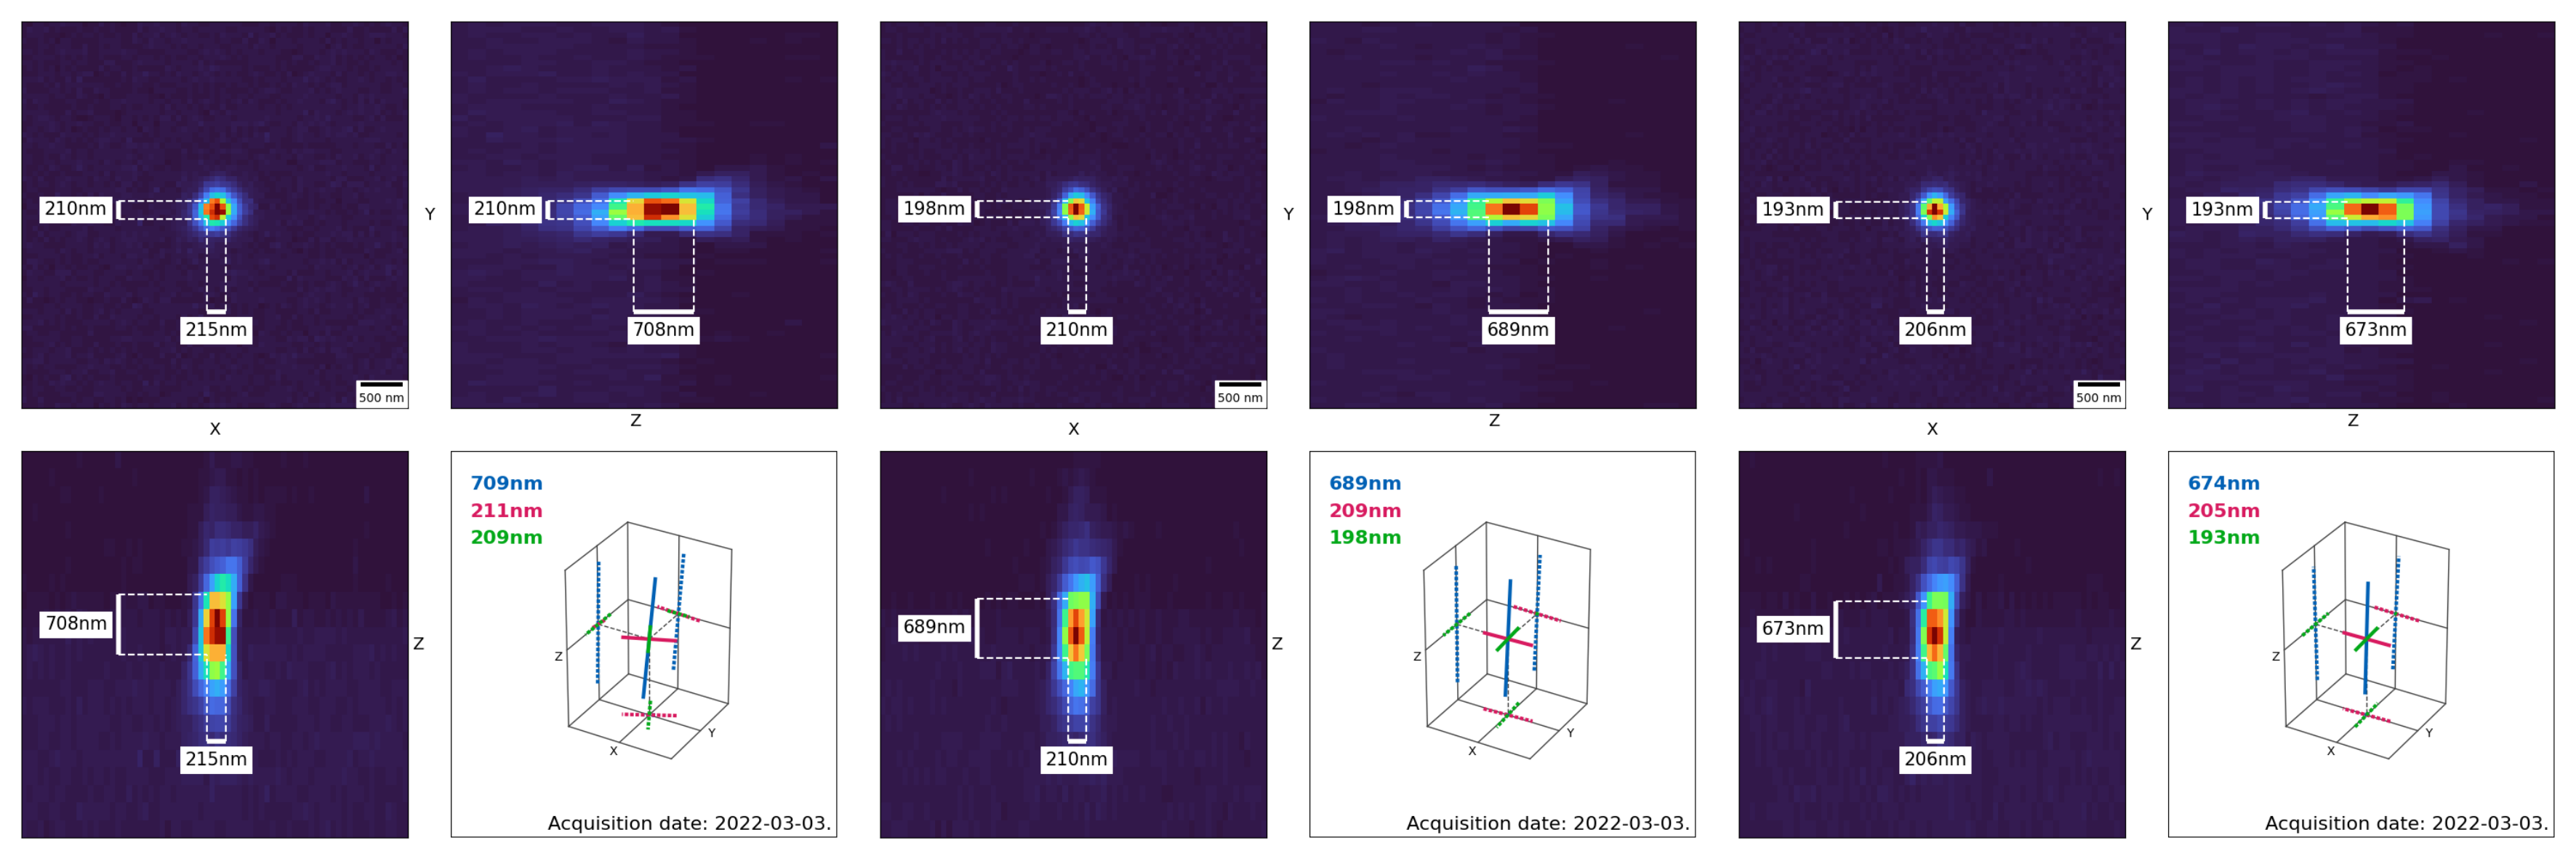 210nm
215nm
500 nm
X
Y
210nm
708nm
Z
198nm
210nm
500 nm
X
Y
198nm
689nm
Z
193nm
206nm
500 nm
X
Y
193nm
673nm
Z
708nm
215nm
Z
709nm
211nm
209nm
Z
X
Y
Acquisition date: 2022-03-03.
689nm
210nm
Z
689nm
209nm
198nm
Z
X
Y
Acquisition date: 2022-03-03.
673nm
206nm
Z
674nm
205nm
193nm
Z
X
Y
Acquisition date: 2022-03-03.